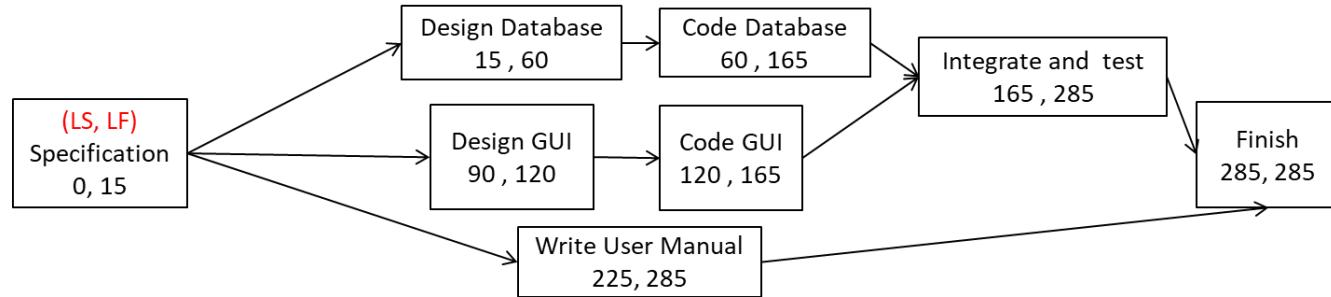 (LS, LF)
Specification
0, 15
Design Database
15 , 60
Code Database
60 , 165
Design GUI
90 , 120
Code GUI
120 , 165
Write User Manual
225, 285
Integrate and  test
165 , 285
Finish
285, 285